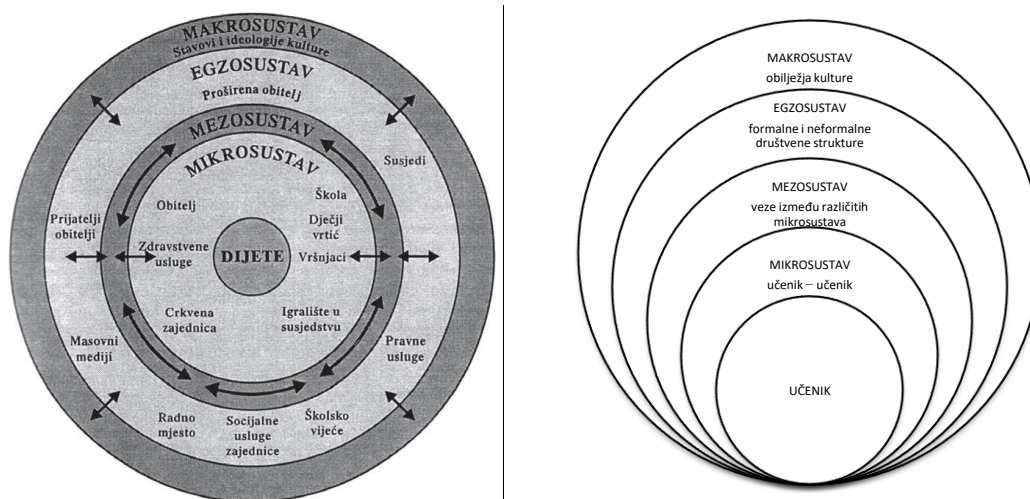 MAKROSUSTAV
Stavovi i ideologije kulture
EGZOSUSTAV
Proširena obitelj
MEZOSUSTAV
MIKROSUSTAV
Susjedi
Škola
Obitelj
Dječji
vrtić
Prijatelji
obitelji
Zdravstvene
usluge
DIJETE
Vršnjaci
Crkvena
zajednica
Igralište u
susjedstvu
Masovni
mediji
Pravne
usluge
Radno
mjesto
Socijalne
usluge
zajednice
Školsko
vijeće
MAKROSUSTAV
obilježja kulture
EGZOSUSTAV
formalne i neformalne
društvene strukture
MEZOSUSTAV
veze između različitih
mikrosustava
MIKROSUSTAV
učenik – učenik
UČENIK